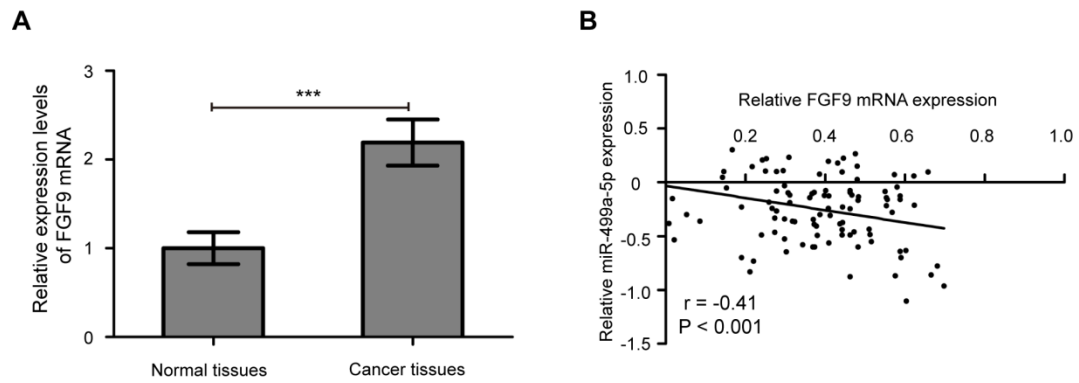 A
Relative expression levels
of FGF9 mRNA
3
2
1
0
***
Normal tissues
Cancer tissues
B
Relative miR-499a-5p expression
1.0
0.5
0
-0.5
-1.0
-1.5
Relative FGF9 mRNA expression
0.2 0.4 0.6 0.8 1.0
r = -0.41
P < 0.001